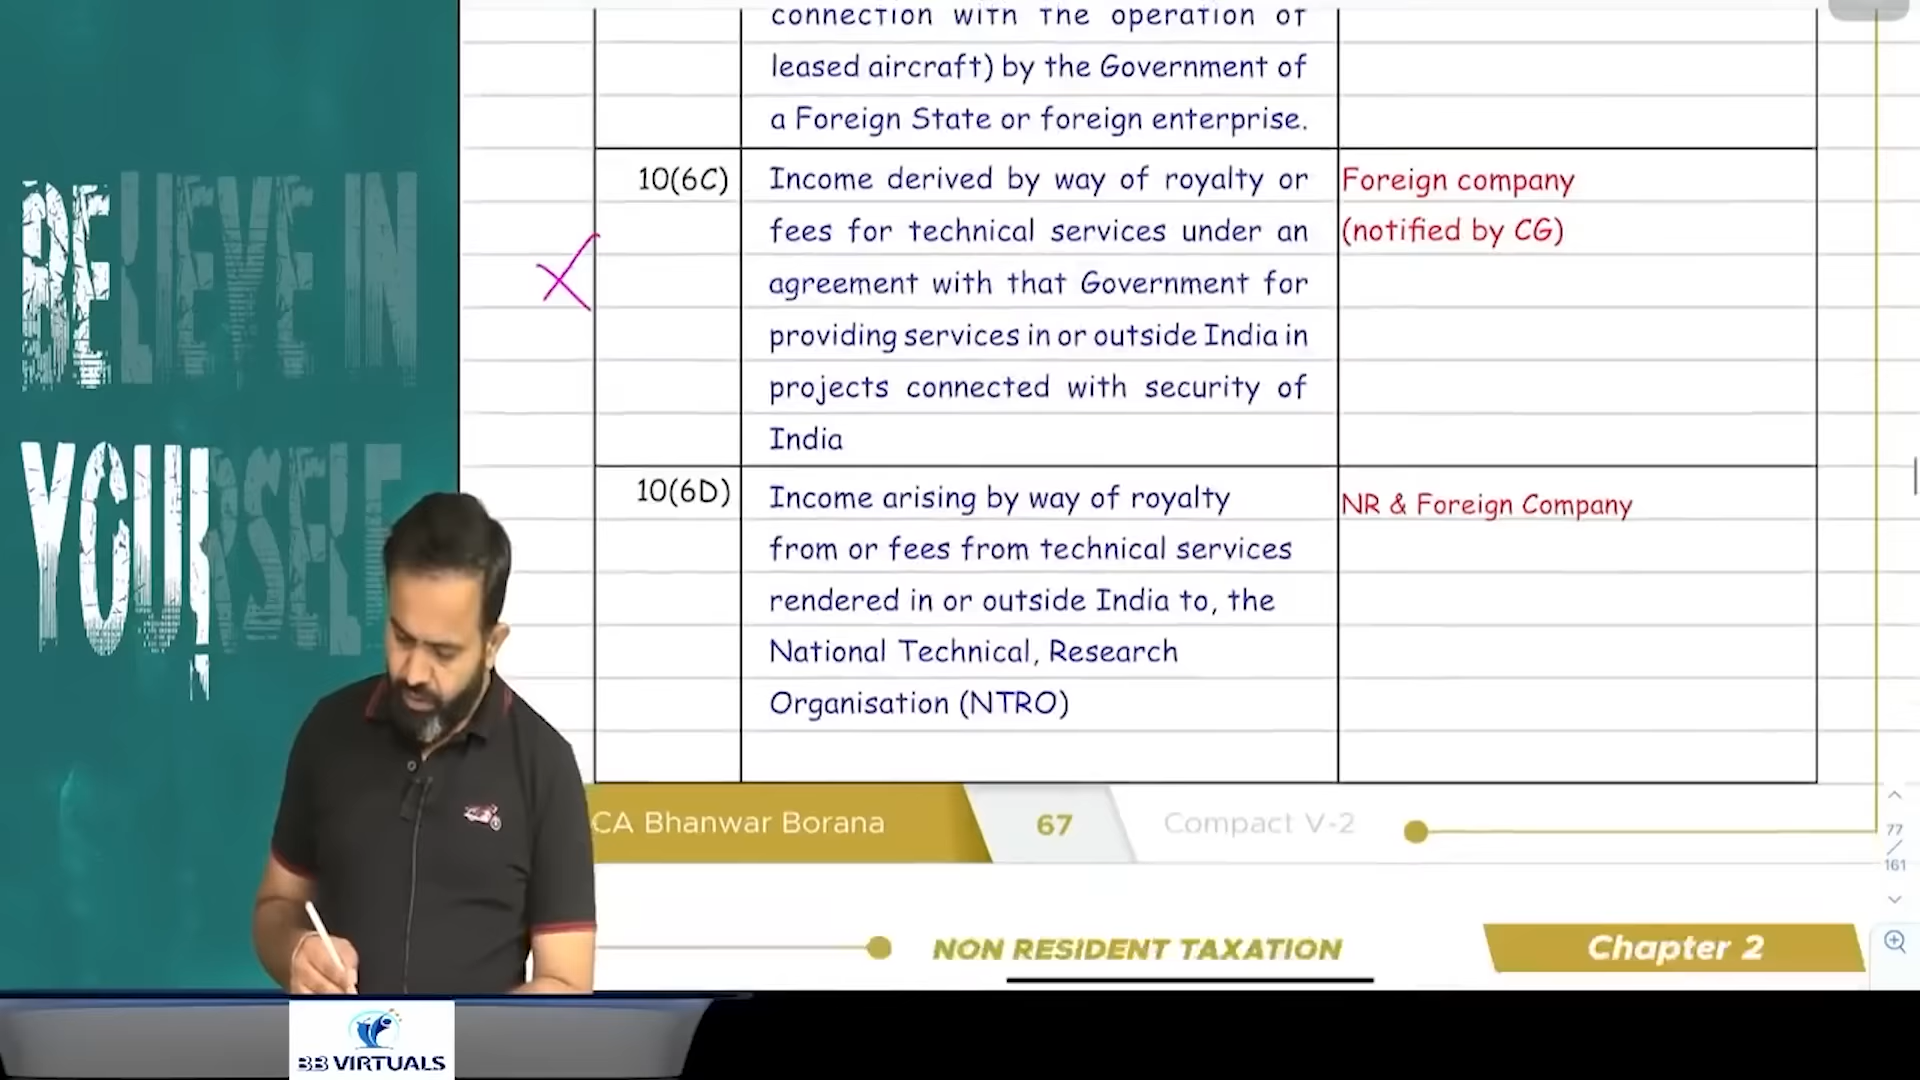 BELIEVE IN
YOURSELF
connection with the operation of
leased aircraft) by the Government of
a Foreign State or foreign enterprise.
10(6C)
Income derived by way of royalty or
fees for technical services under an
agreement with that Government for
providing services in or outside India in
projects connected with security of
India
Foreign company
(notified by CG)
10(6D)
Income arising by way of royalty
from or fees from technical services
rendered in or outside India to, the
National Technical, Research
Organisation (NTRO)
NR & Foreign Company
CA Bhanwar Borana
67
Compact V-2
77
/
161
NON RESIDENT TAXATION
Chapter 2
BB VIRTUALS